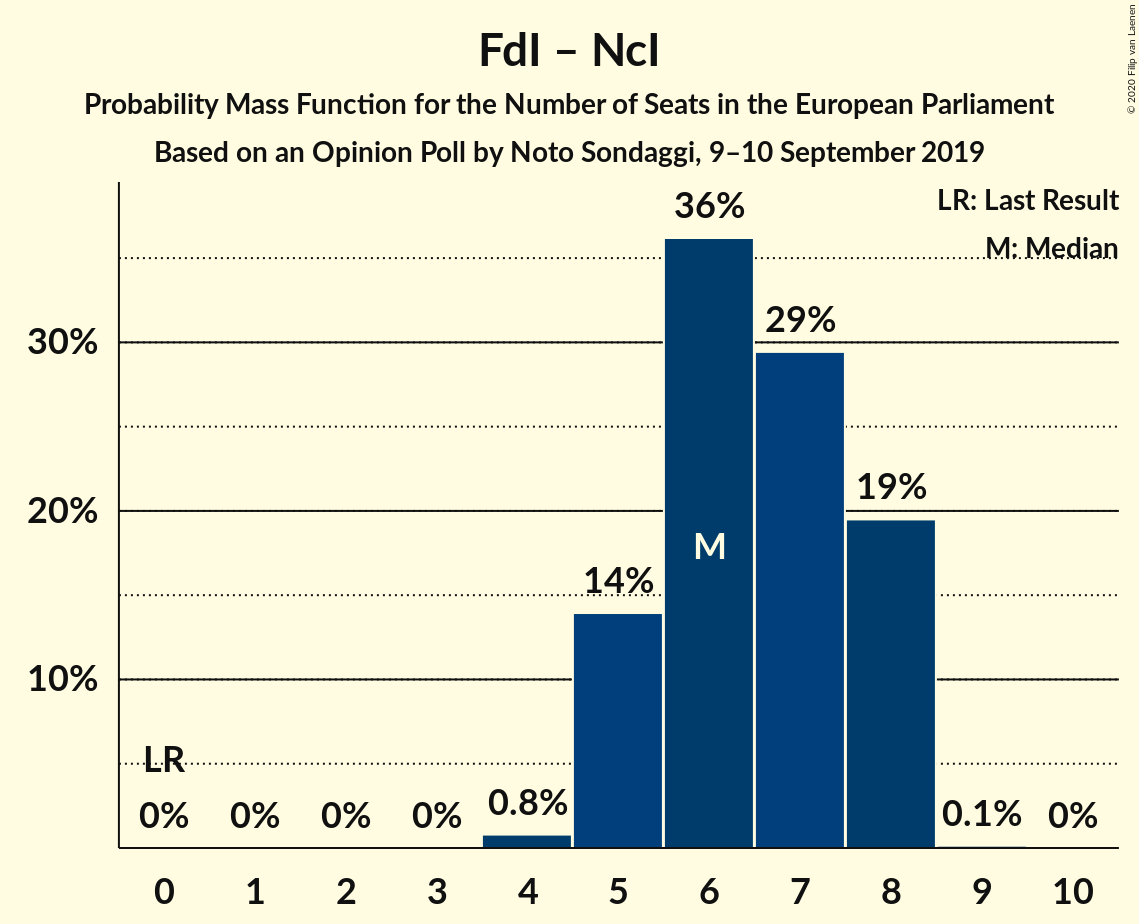 FdI – NcI
Probability Mass Function for the Number of Seats in the European Parliament
Based on an Opinion Poll by Noto Sondaggi, 9–10 September 2019
© 2020 Filip van Laenen
LR: Last Result
M: Median
36%
29%
19%
14%
M
30%
20%
10%
LR
0%
0%
0%
0%
0.8%
0.1%
0%
0 1 2 3 4 5 6 7 8 9 10